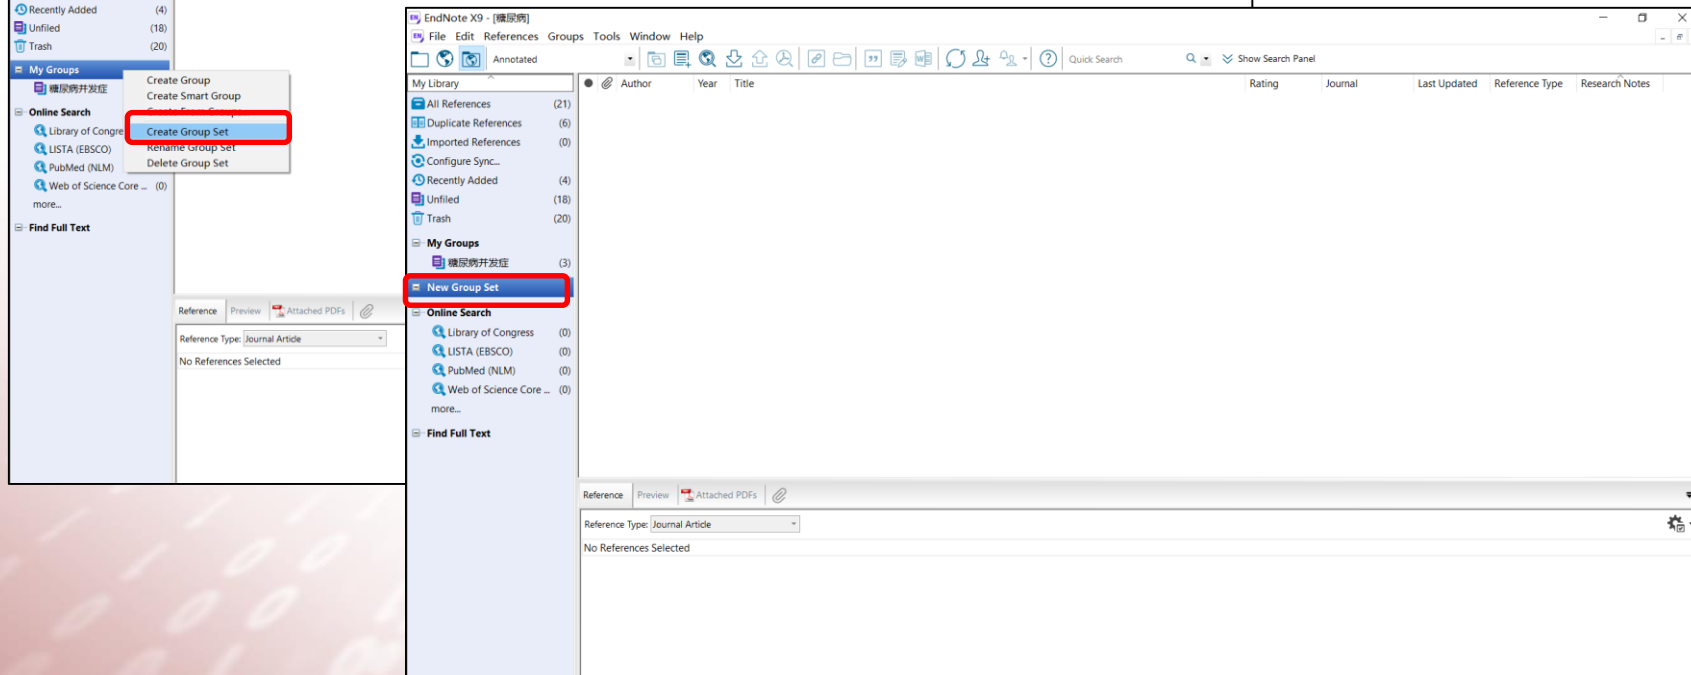 Recently Added (4)
Unfiled (18)
Trash (20)
My Groups
糖尿病并发症
Online Search
Library of Congre
LISTA (EBSCO)
PubMed (NLM)
Web of Science Core ... (0)
more...
Find Full Text
Create Group
Create Smart Group
Create From Groups
Create Group Set
Rename Group Set
Delete Group Set
Reference Preview Attached PDFs
Reference Type: Journal Article
No References Selected
EndNote X9 - [糖尿病]
File Edit References Groups Tools Window Help
Annotated Quick Search Show Search Panel
My Library
Author Year Title Rating Journal Last Updated Reference Type Research Notes
All References (21)
Duplicate References (6)
Imported References (0)
Configure Sync...
Recently Added (4)
Unfiled (18)
Trash (20)
My Groups
糖尿病并发症 (3)
New Group Set
Online Search
Library of Congress (0)
LISTA (EBSCO) (0)
PubMed (NLM) (0)
Web of Science Core ... (0)
more...
Find Full Text
Reference Preview Attached PDFs
Reference Type: Journal Article
No References Selected